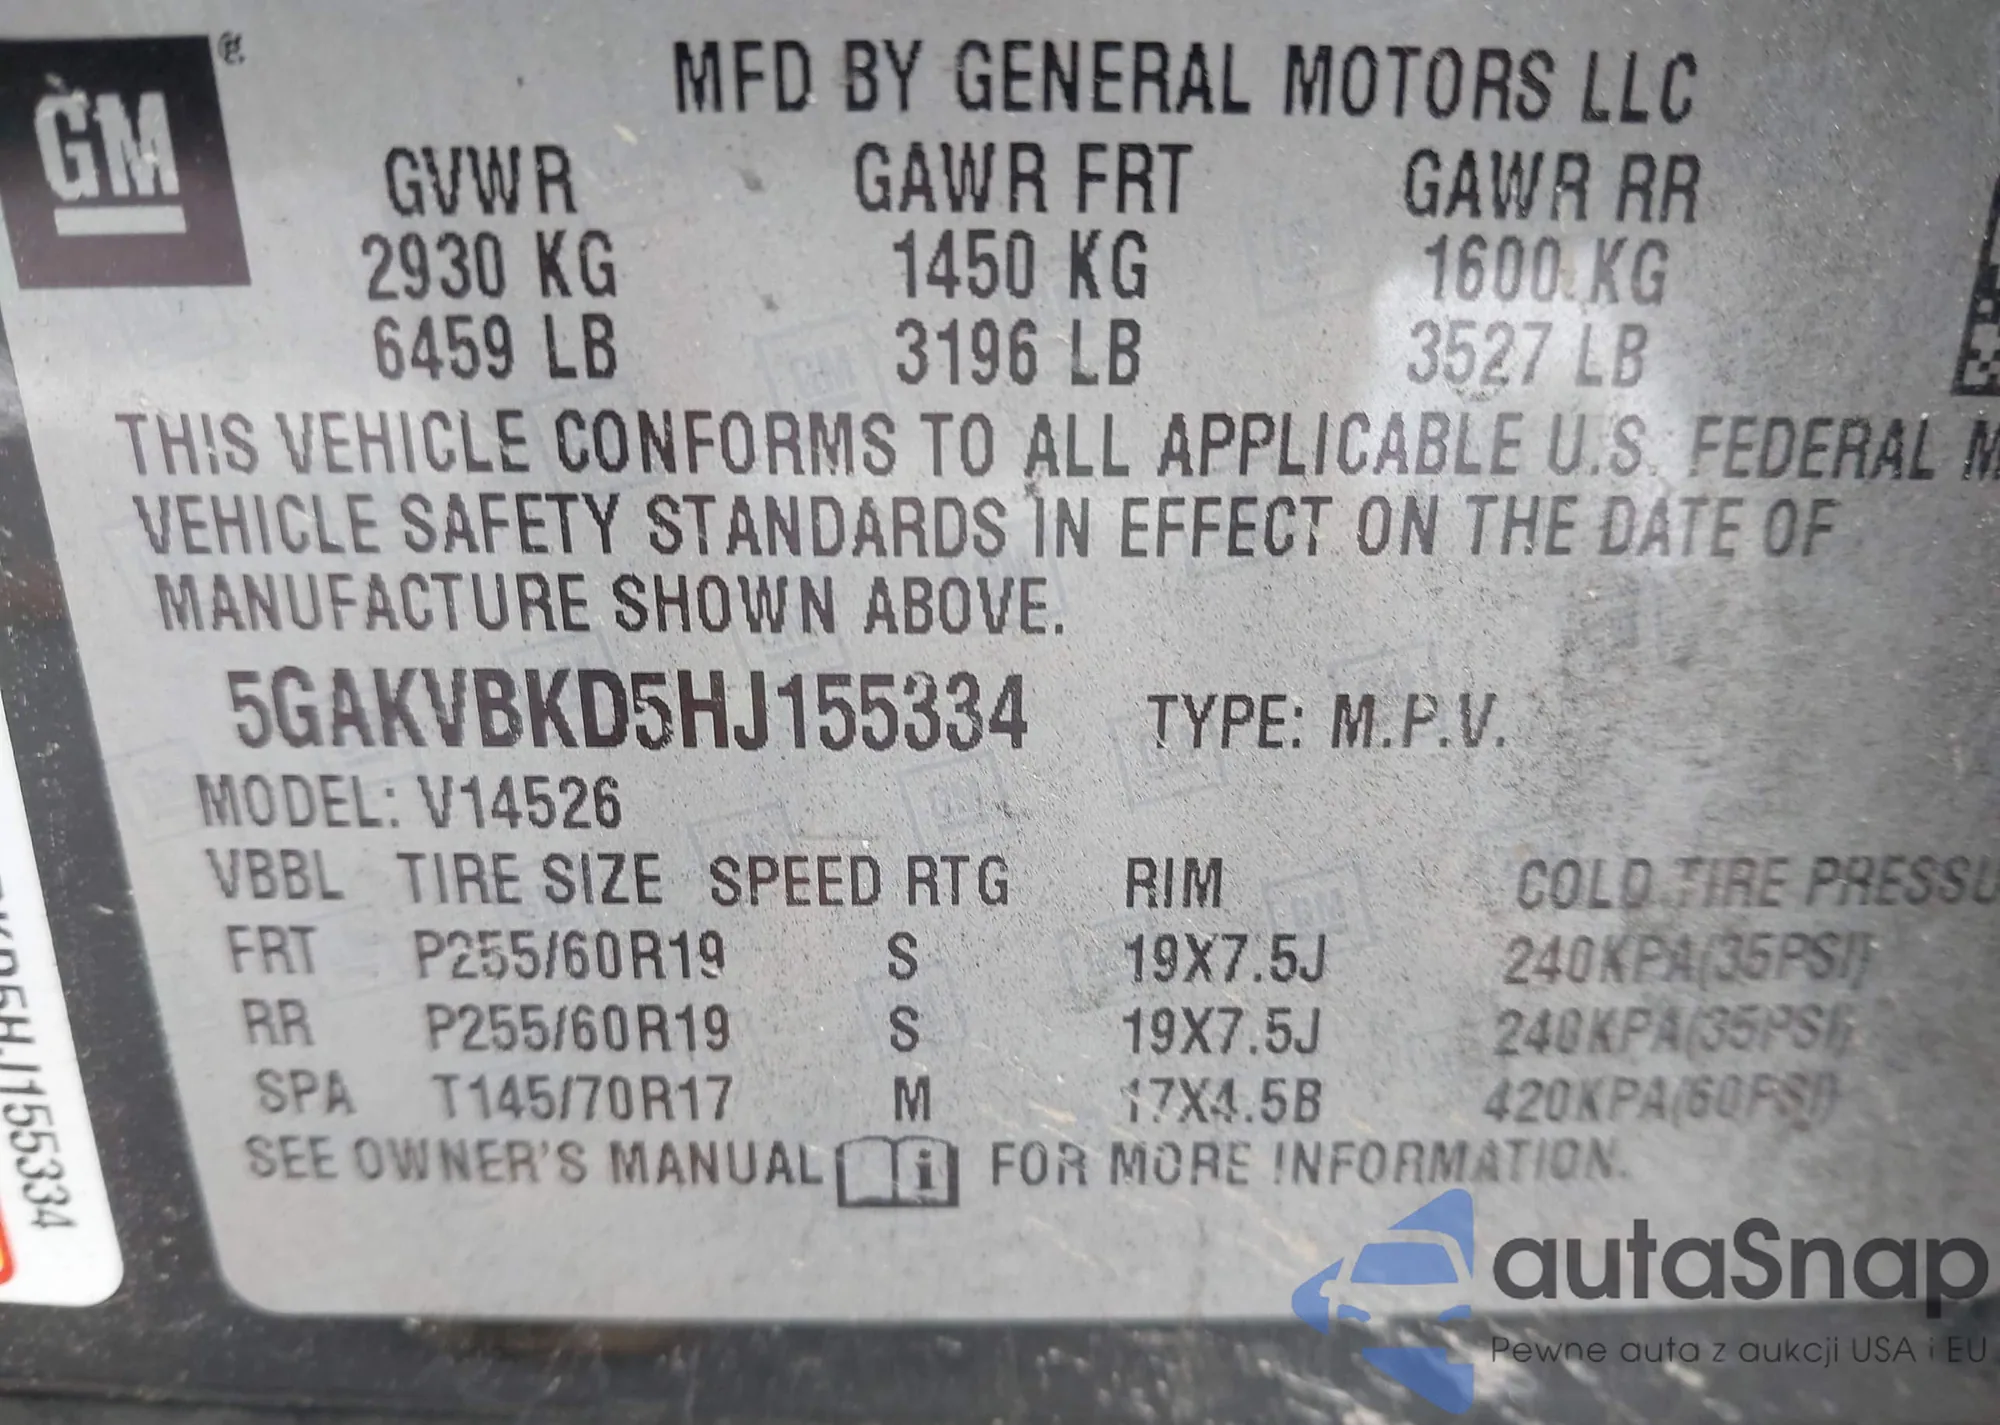 GM®
MFD BY GENERAL MOTORS LLC
GVWR GAWR FRT GAWR RR
2930 KG 1450 KG 1600 KG
6459 LB 3196 LB 3527 LB
THIS VEHICLE CONFORMS TO ALL APPLICABLE U.S. FEDERAL M
VEHICLE SAFETY STANDARDS IN EFFECT ON THE DATE OF
MANUFACTURE SHOWN ABOVE.
5GAKVBKD5HJ155334 TYPE: M.P.V.
MODEL: V14526
VBBL TIRE SIZE SPEED RTG RIM COLD TIRE PRESSU
FRT P255/60R19 S 19X7.5J 240KPA(35PSI)
RR P255/60R19 S 19X7.5J 240KPA(35PSI)
SPA T145/70R17 M 17X4.5B 420KPA(60PSI)
SEE OWNER'S MANUAL i FOR MORE INFORMATION.
autaSnap
Pewne auta z aukcji USA i EU